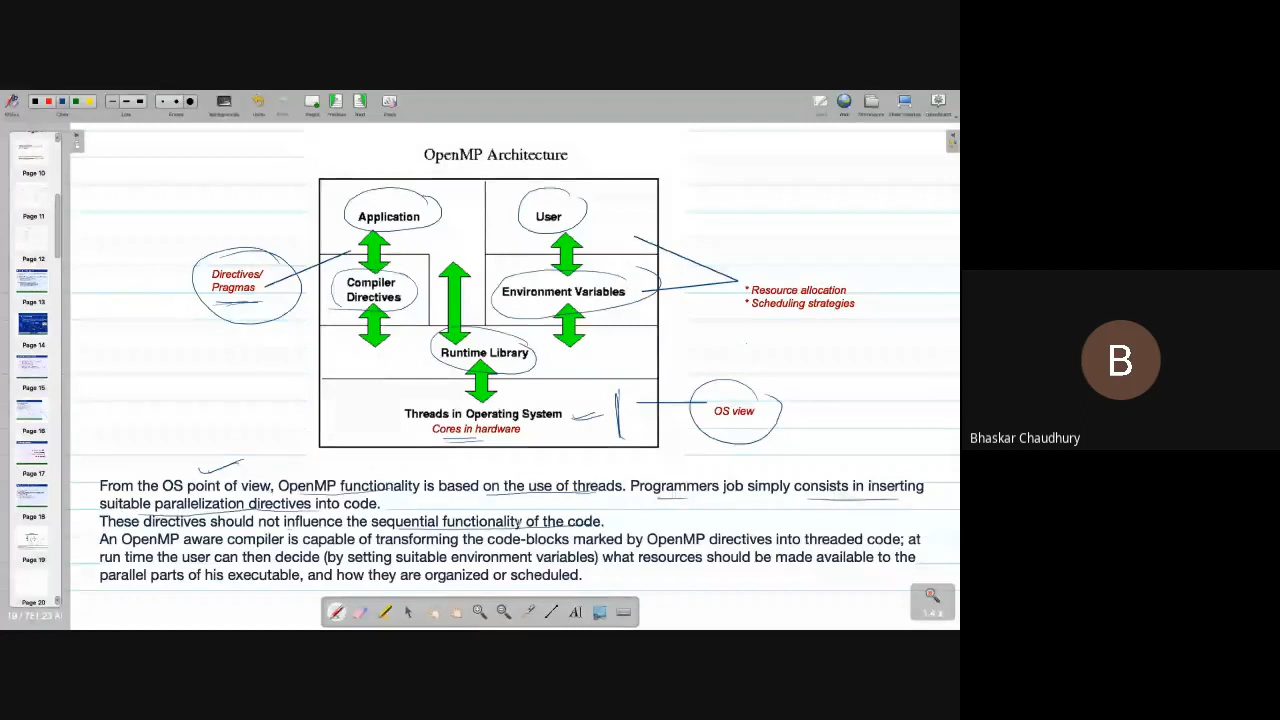 OpenMP Architecture
Application
User
Directives/
Pragmas
Compiler
Directives
Environment Variables
* Resource allocation
* Scheduling strategies
Runtime Library
Threads in Operating System
Cores in hardware
OS view
From the OS point of view, OpenMP functionality is based on the use of threads. Programmers job simply consists in inserting
suitable parallelization directives into code.
These directives should not influence the sequential functionality of the code.
An OpenMP aware compiler is capable of transforming the code-blocks marked by OpenMP directives into threaded code; at
run time the user can then decide (by setting suitable environment variables) what resources should be made available to the
parallel parts of his executable, and how they are organized or scheduled.
Page 10
Page 11
Page 12
Page 13
Page 14
Page 15
Page 16
Page 17
Page 18
Page 19
Page 20
1.4 x
B
Bhaskar Chaudhury